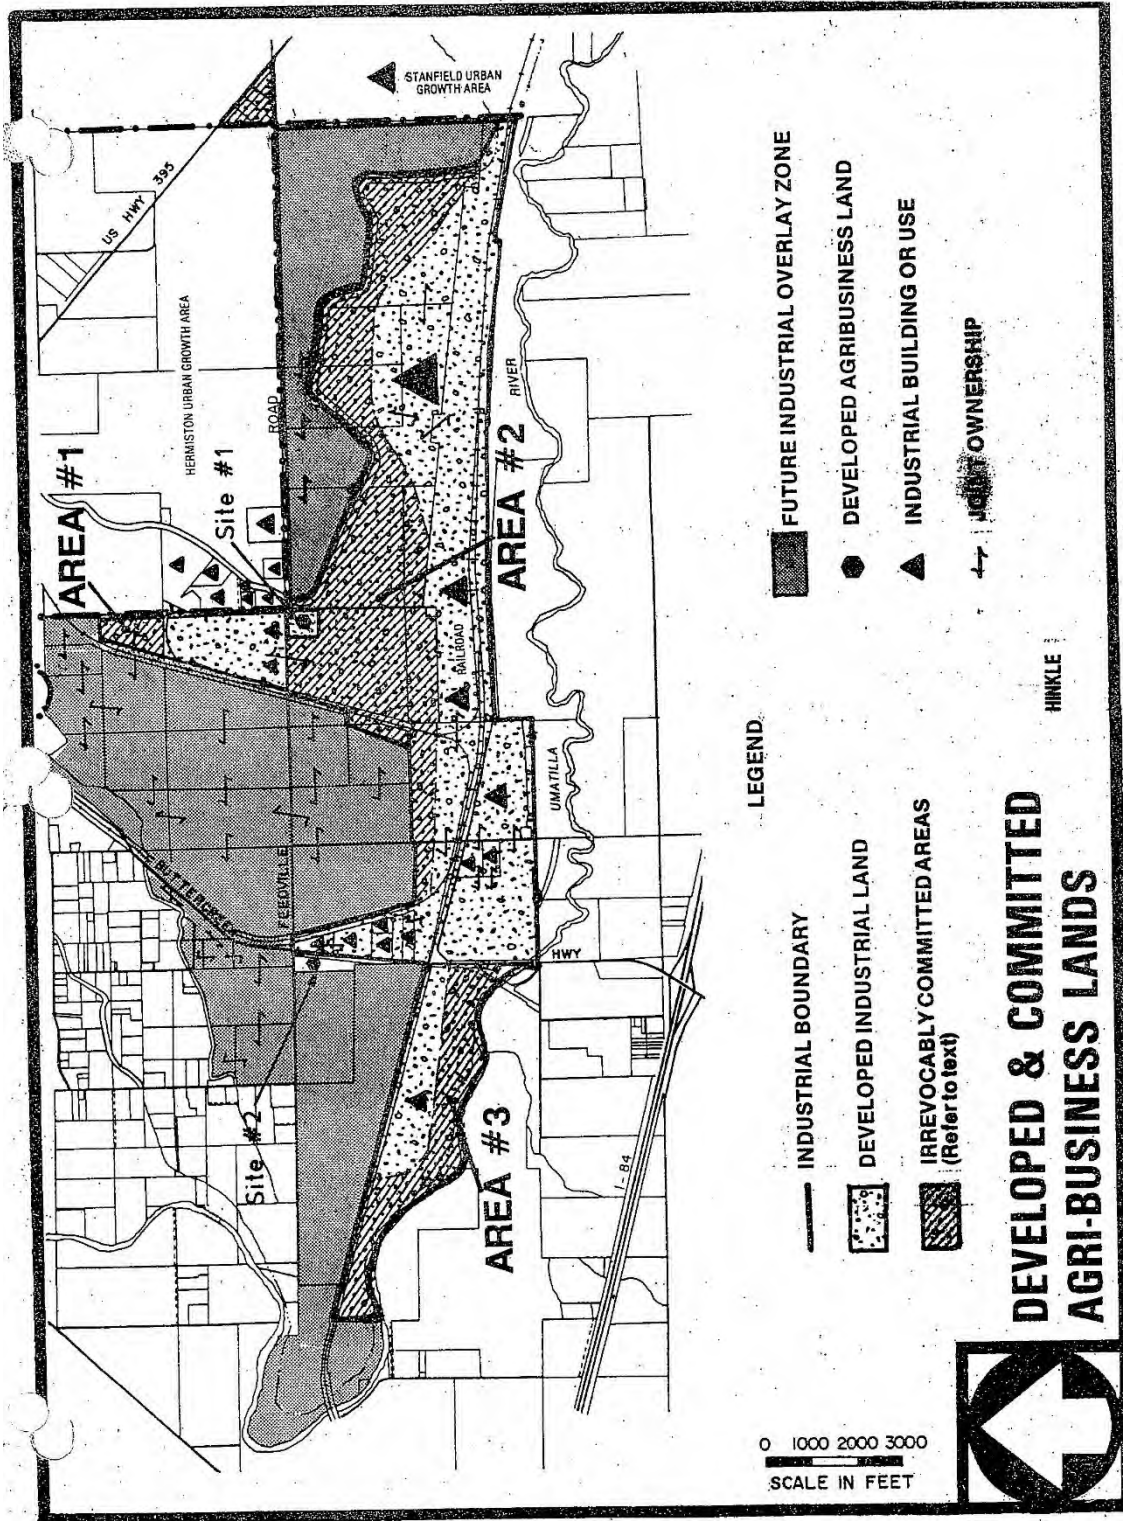 STANFIELD URBAN
GROWTH AREA
US HWY 395
HERMISTON URBAN GROWTH AREA
AREA #1
Site #1
ROAD
AREA #2
RIVER
RAILROAD
UMATILLA
BUTTERCREEK
FEEDVILLE
HWY
Site #2
AREA #3
I-84
LEGEND
INDUSTRIAL BOUNDARY
DEVELOPED INDUSTRIAL LAND
IRREVOCABLY COMMITTED AREAS
(Refer to text)
FUTURE INDUSTRIAL OVERLAY ZONE
DEVELOPED AGRIBUSINESS LAND
INDUSTRIAL BUILDING OR USE
JOINT OWNERSHIP
HINKLE
DEVELOPED & COMMITTED
AGRI-BUSINESS LANDS
0 1000 2000 3000
SCALE IN FEET